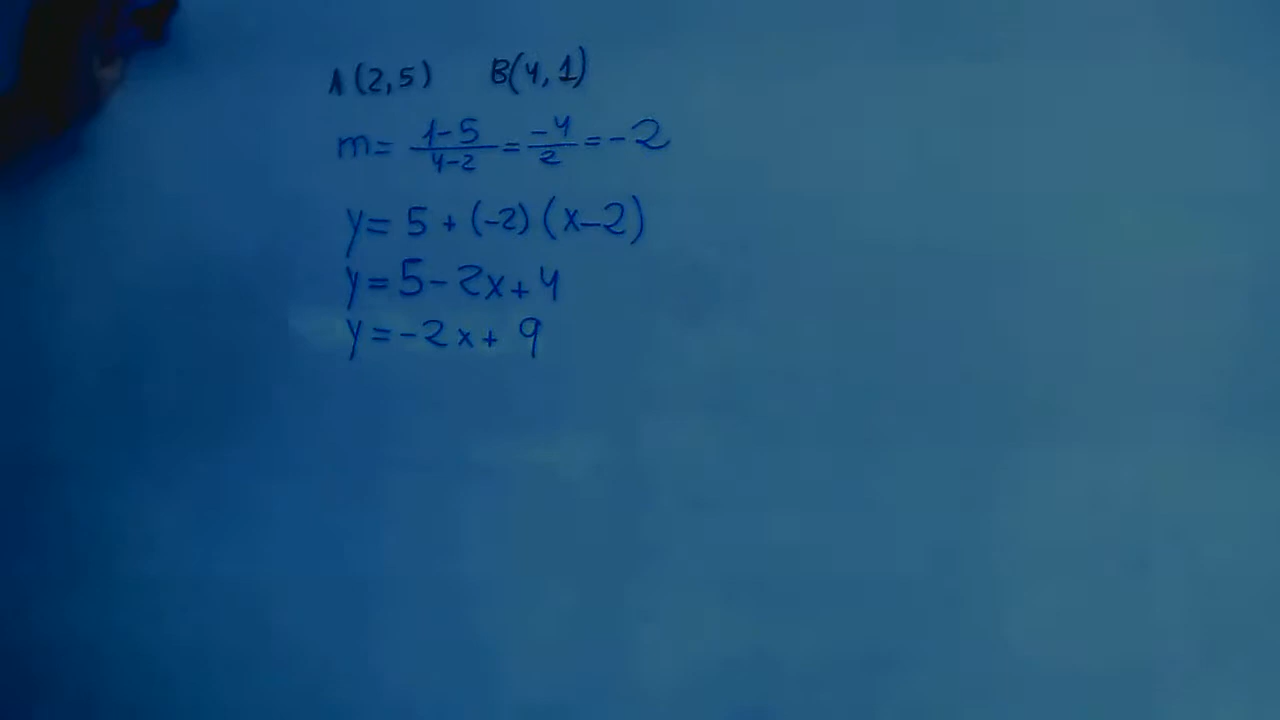 A(2,5) B(4,1)
m= (1-5)/(4-2) = -4/2 = -2
y= 5 + (-2) (x-2)
y= 5- 2x+ 4
y= -2x+ 9